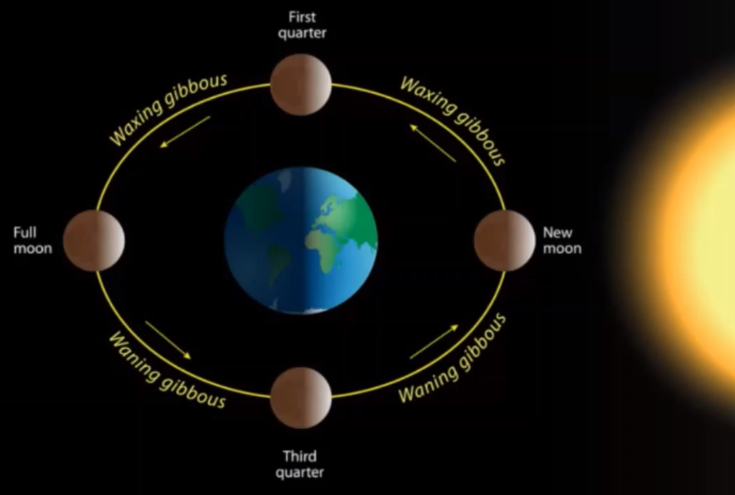 First
quarter
Waxing gibbous
Waxing gibbous
Full
moon
New
moon
Waning gibbous
Waning gibbous
Third
quarter